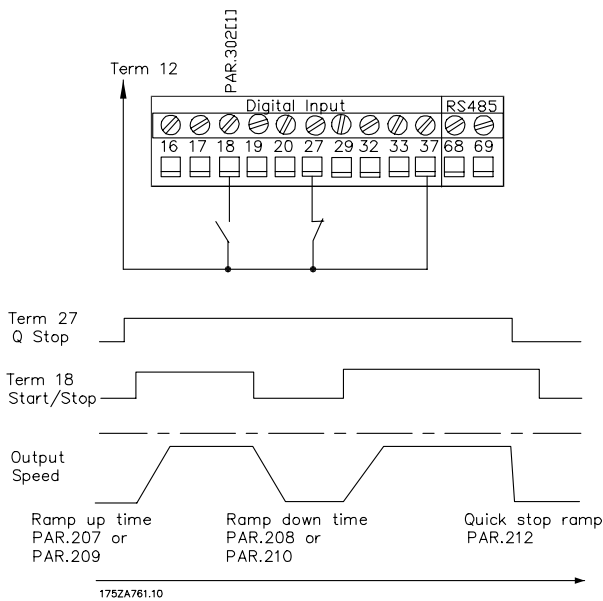 PAR.302[1]
Term 12
Digital Input RS485
16 17 18 19 20 27 29 32 33 37 68 69
Term 27
Q Stop
Term 18
Start/Stop
Output
Speed
Ramp up time
PAR.207 or
PAR.209
Ramp down time
PAR.208 or
PAR.210
Quick stop ramp
PAR.212
175ZA761.10